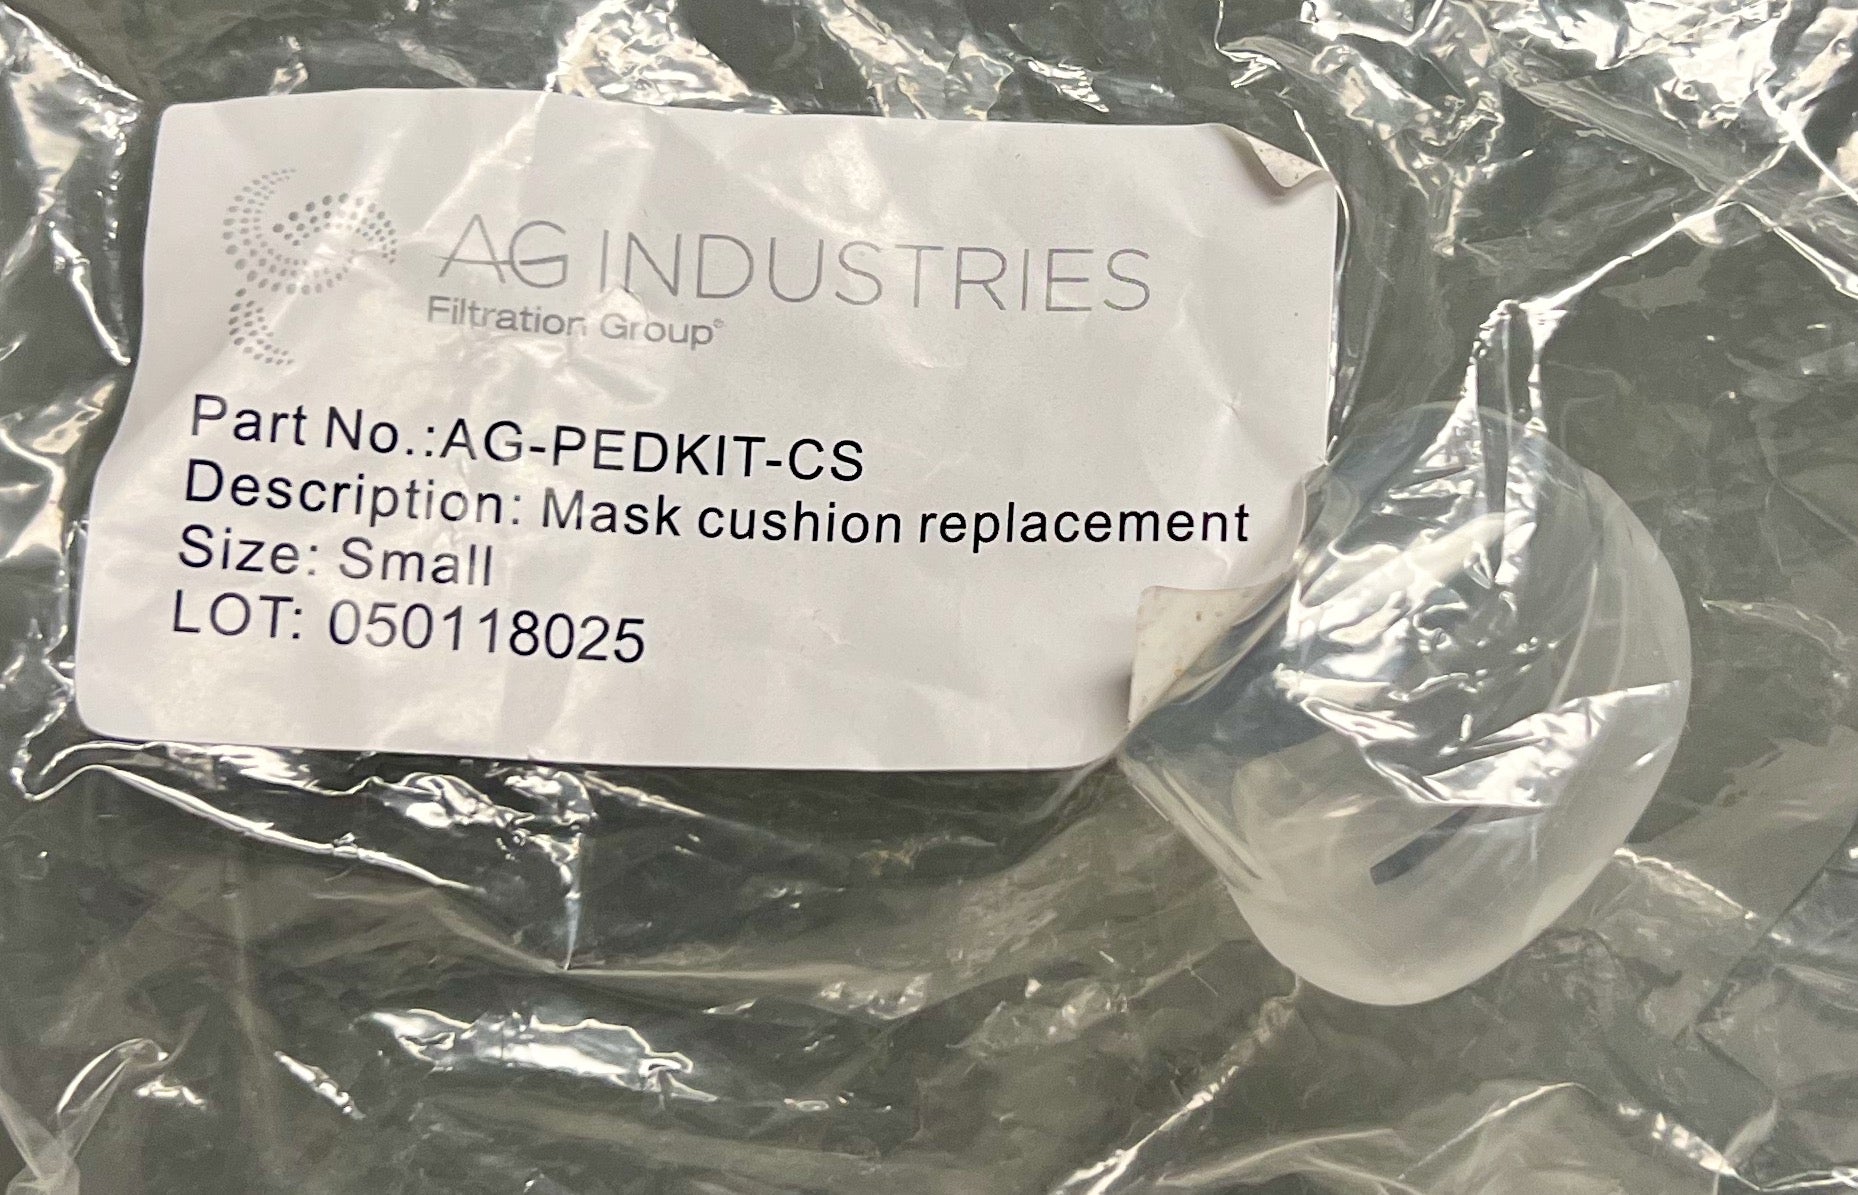 AG INDUSTRIES
Filtration Group®
Part No.:AG-PEDKIT-CS
Description: Mask cushion replacement
Size: Small
LOT: 050118025